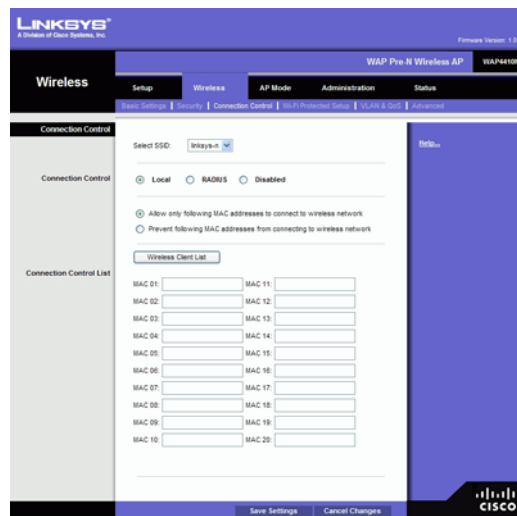 LINKSYS®
A Division of Cisco Systems, Inc.
Firmware Version: 1.0
WAP Pre-N Wireless AP
WAP4410N
Wireless
Setup
Wireless
AP Mode
Administration
Status
Basic Settings | Security | Connection Control | Wi-Fi Protected Setup | VLAN & QoS | Advanced
Connection Control
Select SSID: linksys-n
Help...
Connection Control
Local
RADIUS
Disabled
Allow only following MAC addresses to connect to wireless network
Prevent following MAC addresses from connecting to wireless network
Wireless Client List
Connection Control List
MAC 01: MAC 11:
MAC 02: MAC 12:
MAC 03: MAC 13:
MAC 04: MAC 14:
MAC 05: MAC 15:
MAC 06: MAC 16:
MAC 07: MAC 17:
MAC 08: MAC 18:
MAC 09: MAC 19:
MAC 10: MAC 20:
Save Settings
Cancel Changes
CISCO